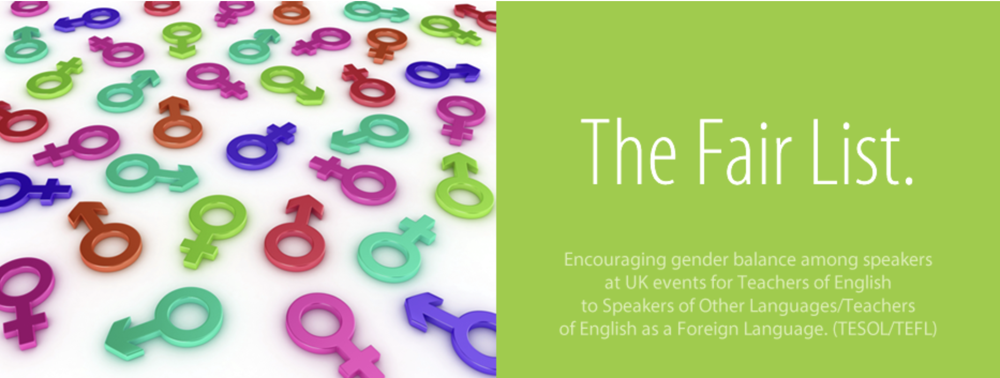 The Fair List.
Encouraging gender balance among speakers
at UK events for Teachers of English
to Speakers of Other Languages/Teachers
of English as a Foreign Language. (TESOL/TEFL)